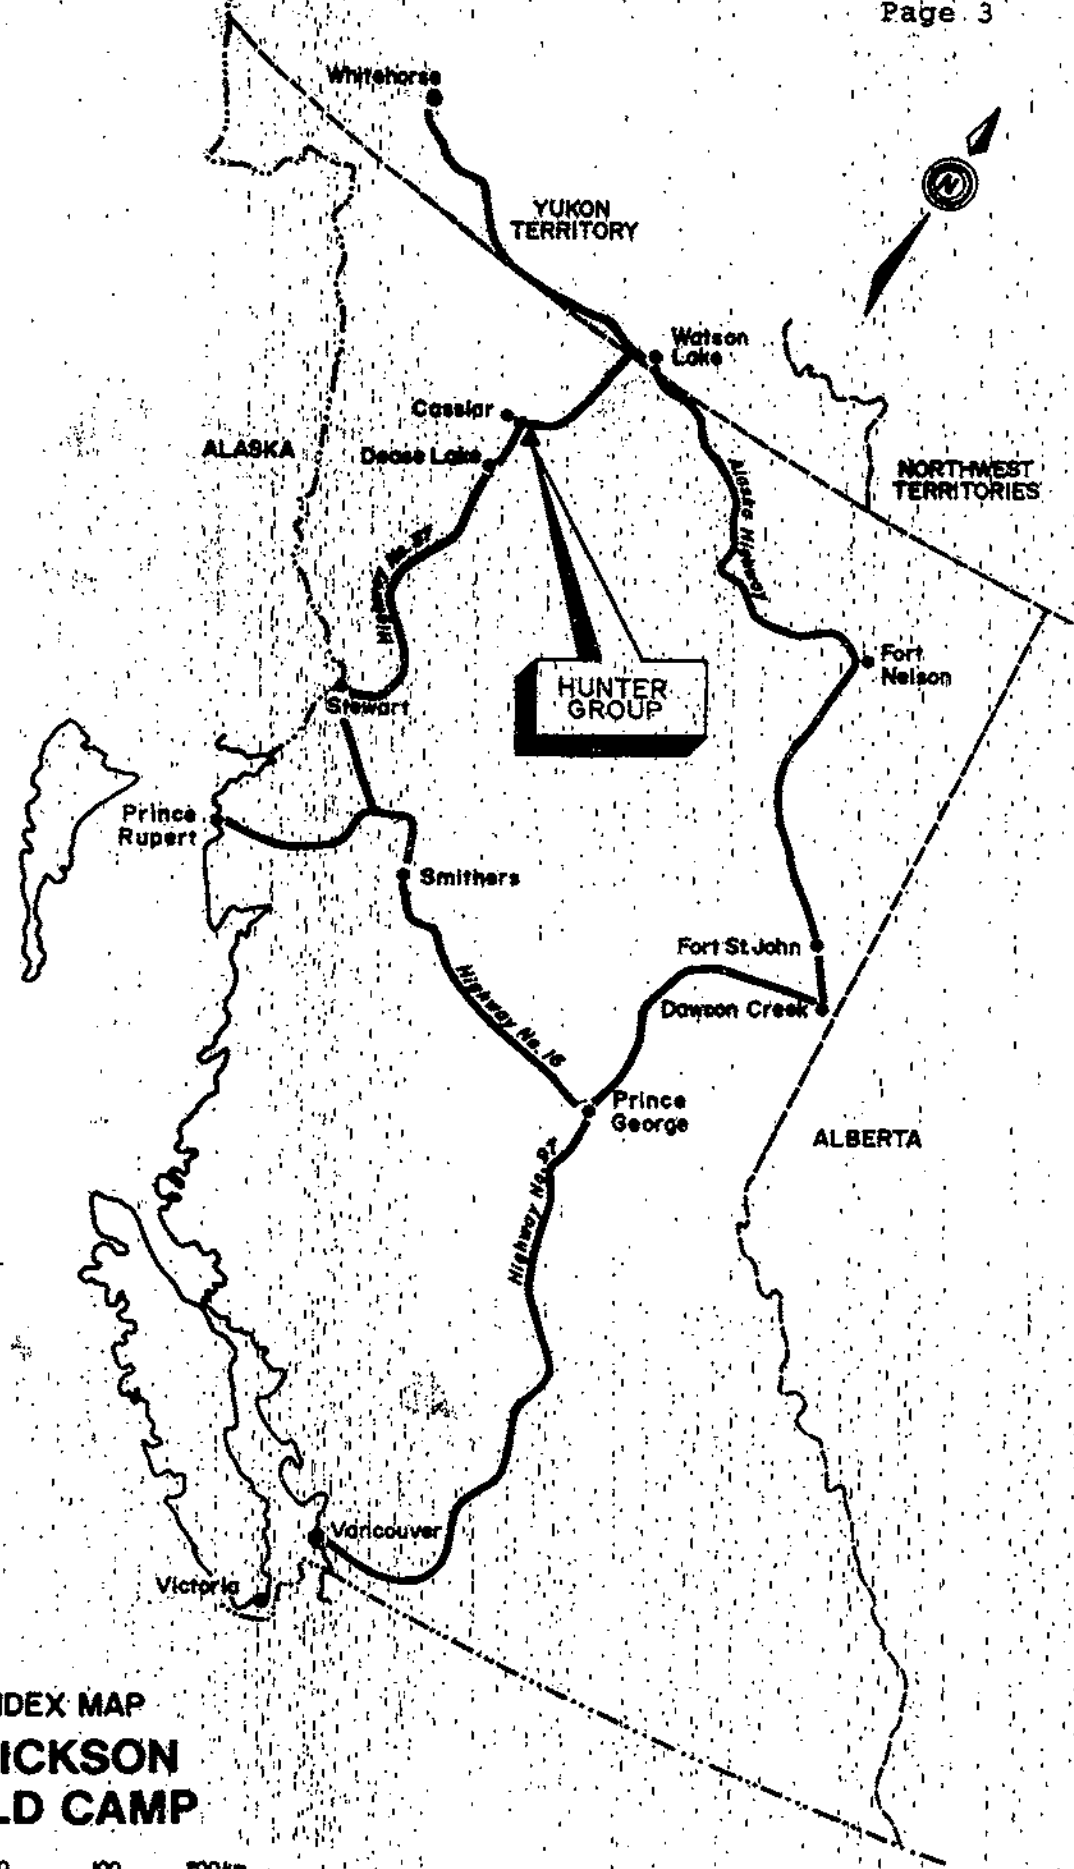 Page 3
Whitehorse
N
YUKON
TERRITORY
Watson
Lake
Cassiar
ALASKA
Dease Lake
NORTHWEST
TERRITORIES
Alaska Highway
Highway No. 37
Fort
Nelson
HUNTER
GROUP
Stewart
Prince
Rupert
Smithers
Fort St. John
Dawson Creek
Highway No. 16
Prince
George
ALBERTA
Highway No. 97
Vancouver
Victoria
NDEX MAP
ICKSON
LD CAMP
100